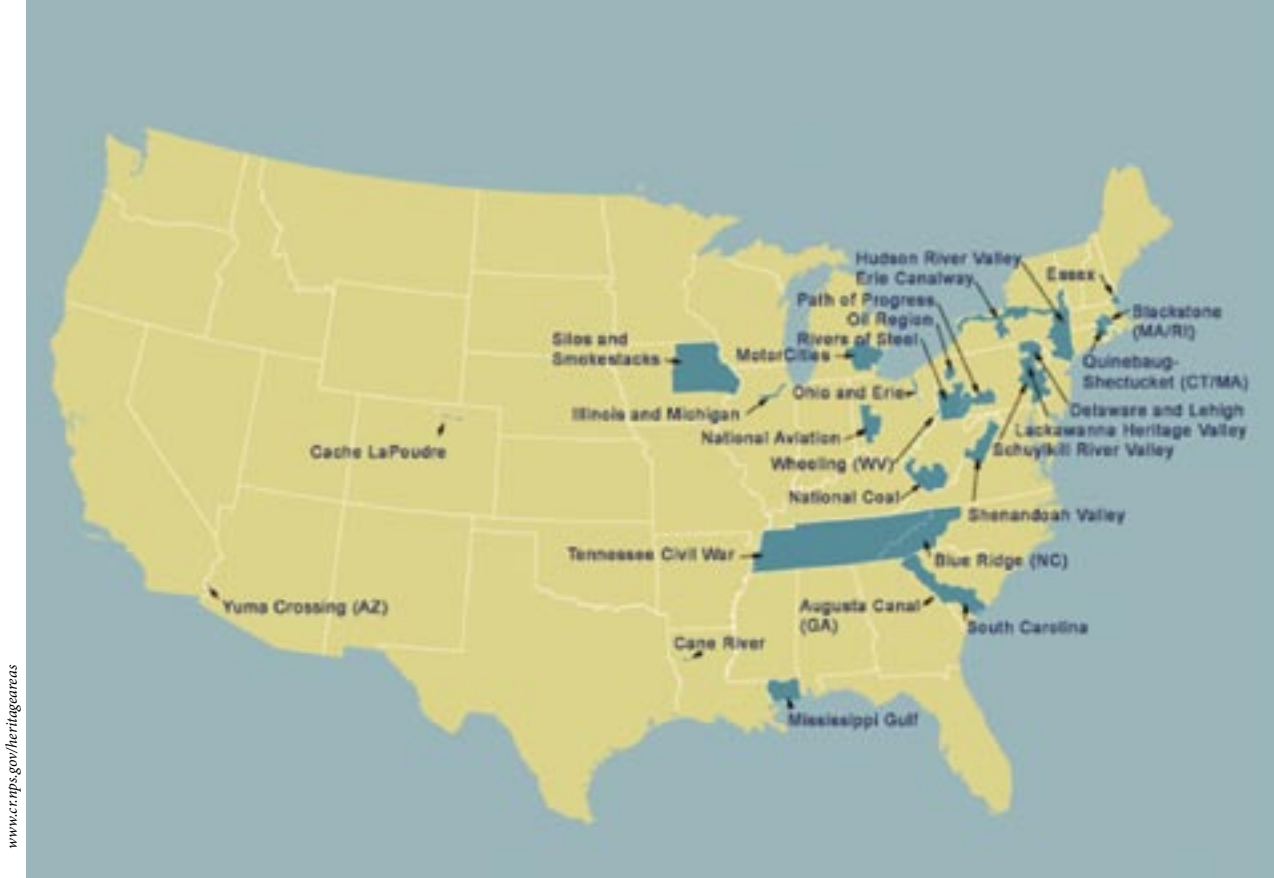 Hudson River Valley
Erie Canalway
Essex
Path of Progress
Oil Region
Blackstone
(MA/RI)
Rivers of Steel
Silos and
Smokestacks
MotorCities
Quinebaug-
Shectucket (CT/MA)
Ohio and Erie
Illinois and Michigan
Delaware and Lehigh
Lackawanna Heritage Valley
National Aviation
Schuylkill River Valley
Cache LaPoudre
Wheeling (WV)
National Coal
Shenandoah Valley
Tennessee Civil War
Blue Ridge (NC)
Yuma Crossing (AZ)
Augusta Canal
(GA)
South Carolina
Cane River
Mississippi Gulf
www.cr.nps.gov/heritageareas